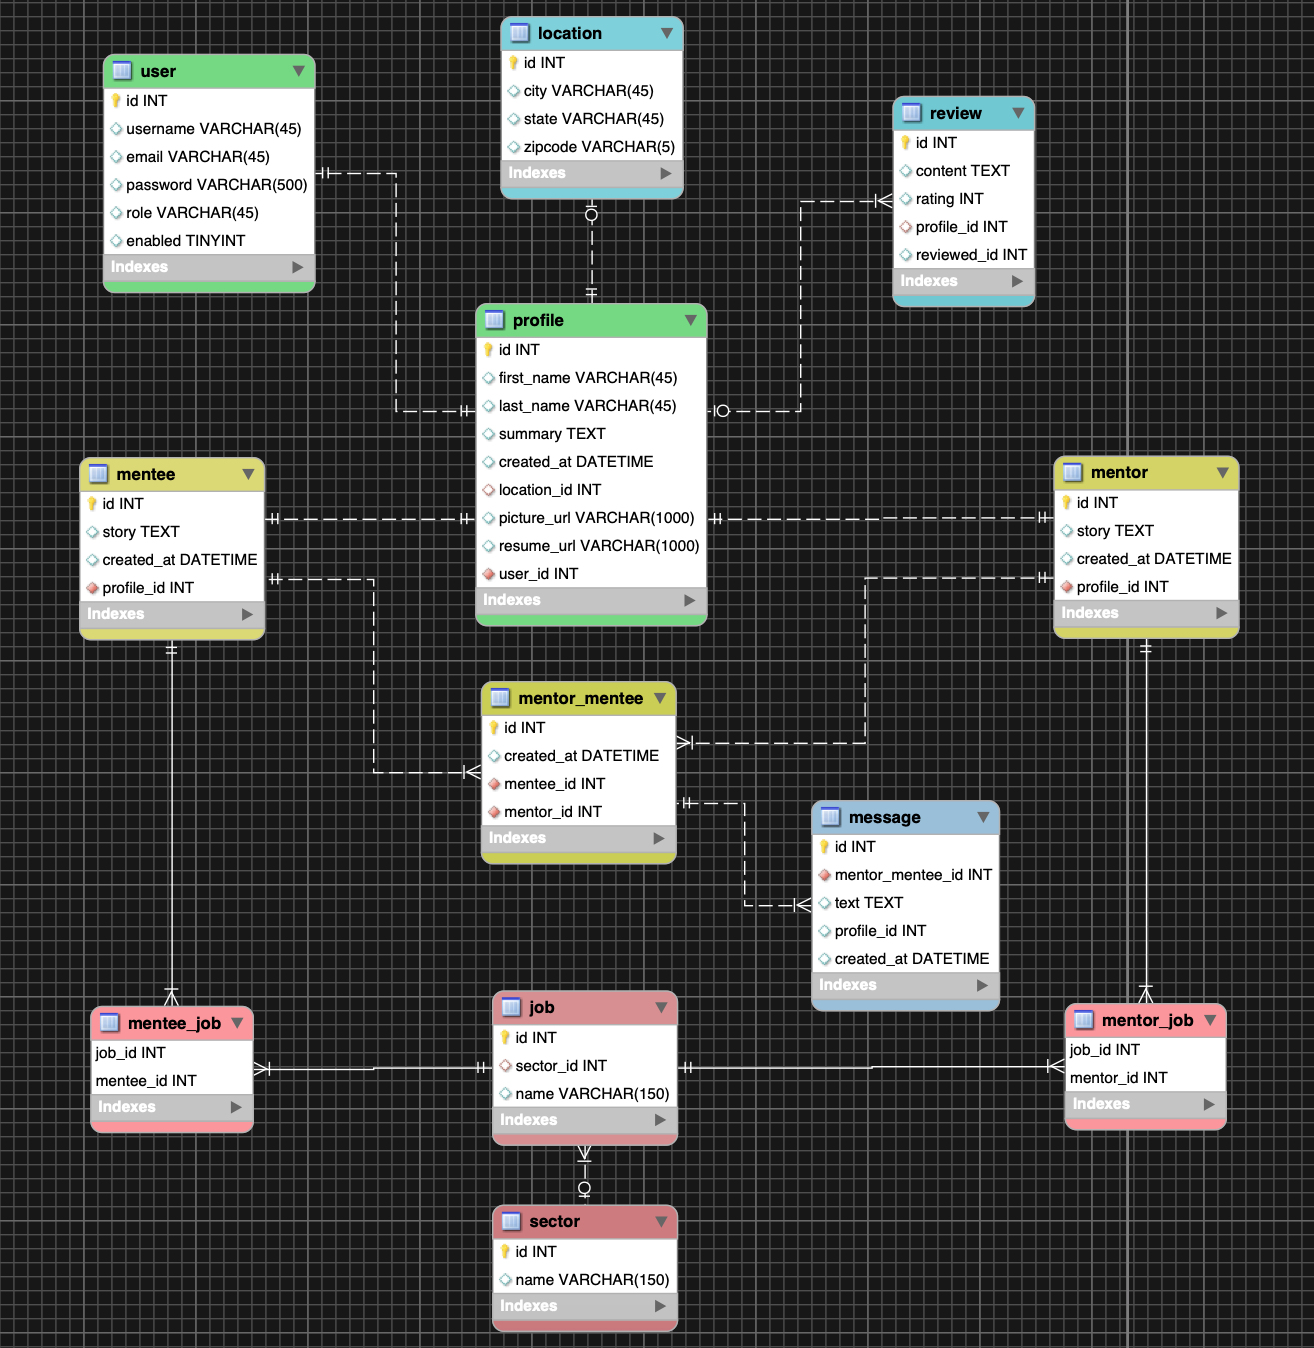 location
id INT
city VARCHAR(45)
state VARCHAR(45)
zipcode VARCHAR(5)
Indexes
user
id INT
username VARCHAR(45)
email VARCHAR(45)
password VARCHAR(500)
role VARCHAR(45)
enabled TINYINT
Indexes
review
id INT
content TEXT
rating INT
profile_id INT
reviewed_id INT
Indexes
profile
id INT
first_name VARCHAR(45)
last_name VARCHAR(45)
summary TEXT
created_at DATETIME
location_id INT
picture_url VARCHAR(1000)
resume_url VARCHAR(1000)
user_id INT
Indexes
mentee
id INT
story TEXT
created_at DATETIME
profile_id INT
Indexes
mentor
id INT
story TEXT
created_at DATETIME
profile_id INT
Indexes
mentor_mentee
id INT
created_at DATETIME
mentee_id INT
mentor_id INT
Indexes
message
id INT
mentor_mentee_id INT
text TEXT
profile_id INT
created_at DATETIME
Indexes
mentee_job
job_id INT
mentee_id INT
Indexes
job
id INT
sector_id INT
name VARCHAR(150)
Indexes
mentor_job
job_id INT
mentor_id INT
Indexes
sector
id INT
name VARCHAR(150)
Indexes